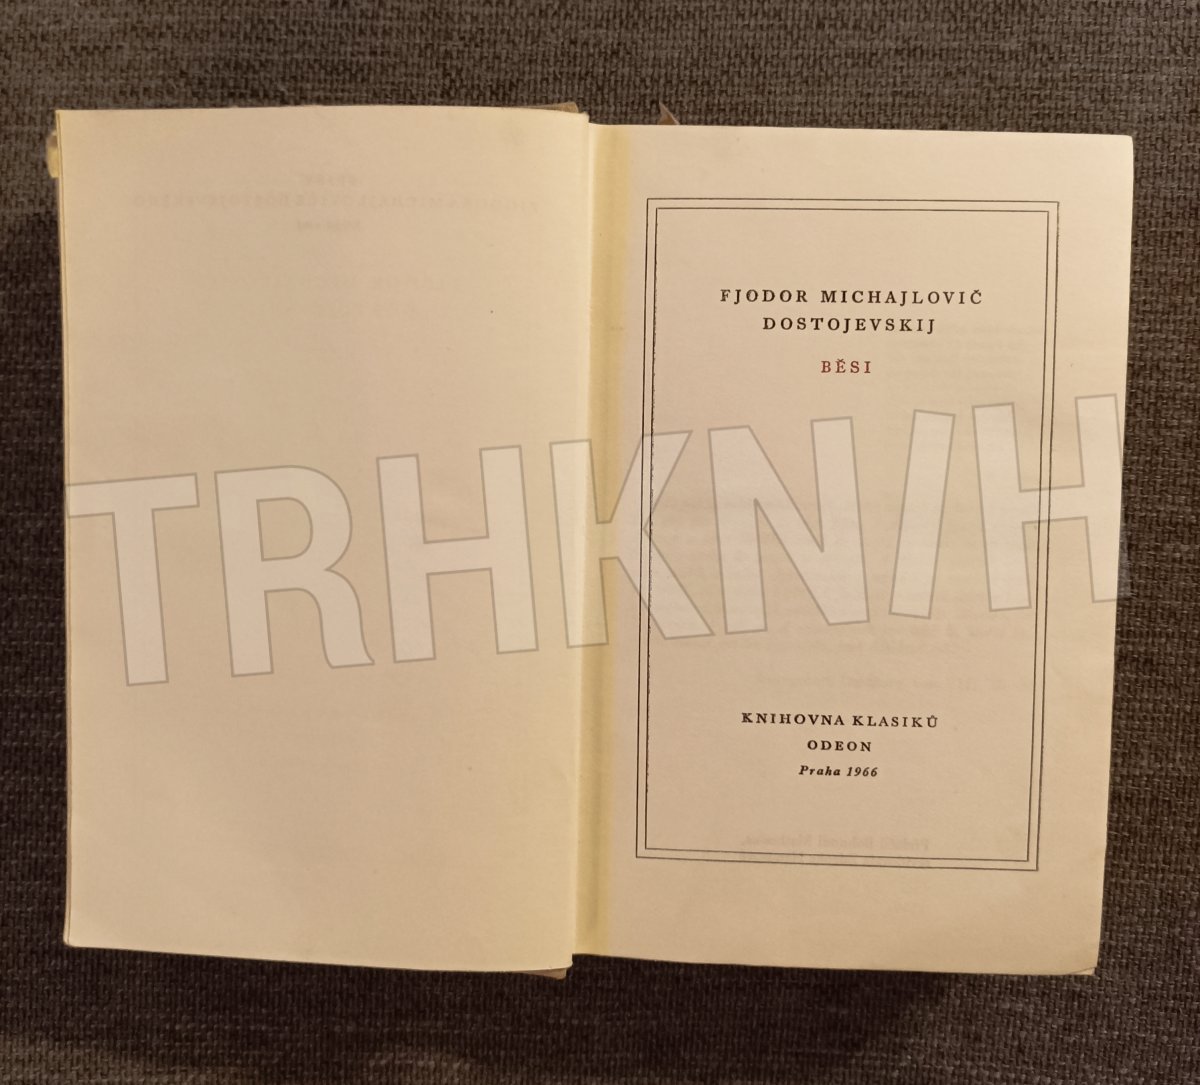 FJODOR MICHAJLOVIČ
DOSTOJEVSKIJ
BĚSI
TRHKNIH
KNIHOVNA KLASIKŮ
ODEON
Praha 1966